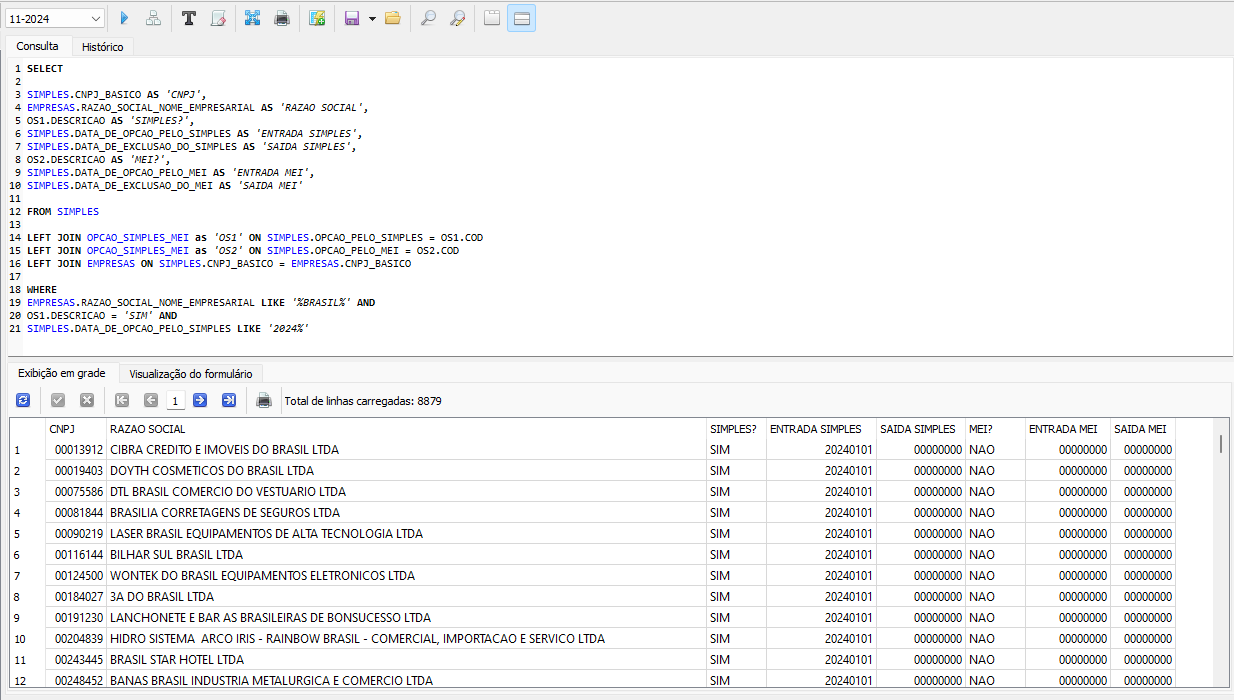 11-2024
Consulta Histórico
1 SELECT
2
3 SIMPLES.CNPJ_BASICO AS 'CNPJ',
4 EMPRESAS.RAZAO_SOCIAL_NOME_EMPRESARIAL AS 'RAZAO SOCIAL',
5 OS1.DESCRICAO AS 'SIMPLES?',
6 SIMPLES.DATA_DE_OPCAO_PELO_SIMPLES AS 'ENTRADA SIMPLES',
7 SIMPLES.DATA_DE_EXCLUSAO_DO_SIMPLES AS 'SAIDA SIMPLES',
8 OS2.DESCRICAO AS 'MEI?',
9 SIMPLES.DATA_DE_OPCAO_PELO_MEI AS 'ENTRADA MEI',
10 SIMPLES.DATA_DE_EXCLUSAO_DO_MEI AS 'SAIDA MEI'
11
12 FROM SIMPLES
13
14 LEFT JOIN OPCAO_SIMPLES_MEI as 'OS1' ON SIMPLES.OPCAO_PELO_SIMPLES = OS1.COD
15 LEFT JOIN OPCAO_SIMPLES_MEI as 'OS2' ON SIMPLES.OPCAO_PELO_MEI = OS2.COD
16 LEFT JOIN EMPRESAS ON SIMPLES.CNPJ_BASICO = EMPRESAS.CNPJ_BASICO
17
18 WHERE
19 EMPRESAS.RAZAO_SOCIAL_NOME_EMPRESARIAL LIKE '%BRASIL%' AND
20 OS1.DESCRICAO = 'SIM' AND
21 SIMPLES.DATA_DE_OPCAO_PELO_SIMPLES LIKE '2024%'
Exibição em grade Visualização do formulário
1 Total de linhas carregadas: 8879
CNPJ RAZAO SOCIAL SIMPLES? ENTRADA SIMPLES SAIDA SIMPLES MEI? ENTRADA MEI SAIDA MEI
1 00013912 CIBRA CREDITO E IMOVEIS DO BRASIL LTDA SIM 20240101 00000000 NAO 00000000 00000000
2 00019403 DOYTH COSMETICOS DO BRASIL LTDA SIM 20240101 00000000 NAO 00000000 00000000
3 00075586 DTL BRASIL COMERCIO DO VESTUARIO LTDA SIM 20240101 00000000 NAO 00000000 00000000
4 00081844 BRASILIA CORRETAGENS DE SEGUROS LTDA SIM 20240101 00000000 NAO 00000000 00000000
5 00090219 LASER BRASIL EQUIPAMENTOS DE ALTA TECNOLOGIA LTDA SIM 20240101 00000000 NAO 00000000 00000000
6 00116144 BILHAR SUL BRASIL LTDA SIM 20240101 00000000 NAO 00000000 00000000
7 00124500 WONTEK DO BRASIL EQUIPAMENTOS ELETRONICOS LTDA SIM 20240101 00000000 NAO 00000000 00000000
8 00184027 3A DO BRASIL LTDA SIM 20240101 00000000 NAO 00000000 00000000
9 00191230 LANCHONETE E BAR AS BRASILEIRAS DE BONSUCESSO LTDA SIM 20240101 00000000 NAO 00000000 00000000
10 00204839 HIDRO SISTEMA ARCO IRIS - RAINBOW BRASIL - COMERCIAL, IMPORTACAO E SERVICO LTDA SIM 20240101 00000000 NAO 00000000 00000000
11 00243445 BRASIL STAR HOTEL LTDA SIM 20240101 00000000 NAO 00000000 00000000
12 00248452 BANAS BRASIL INDUSTRIA METALURGICA E COMERCIO LTDA SIM 20240101 00000000 NAO 00000000 00000000